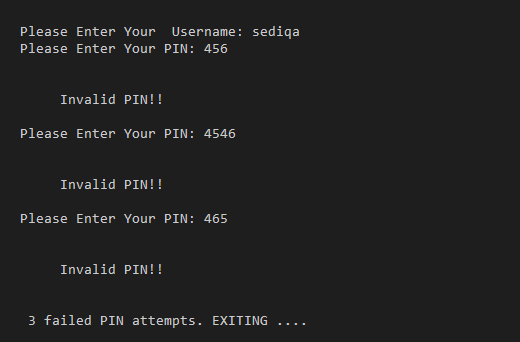 Please Enter Your  Username: sediqa
Please Enter Your PIN: 456
Invalid PIN!!
Please Enter Your PIN: 4546
Invalid PIN!!
Please Enter Your PIN: 465
Invalid PIN!!
3 failed PIN attempts. EXITING ....